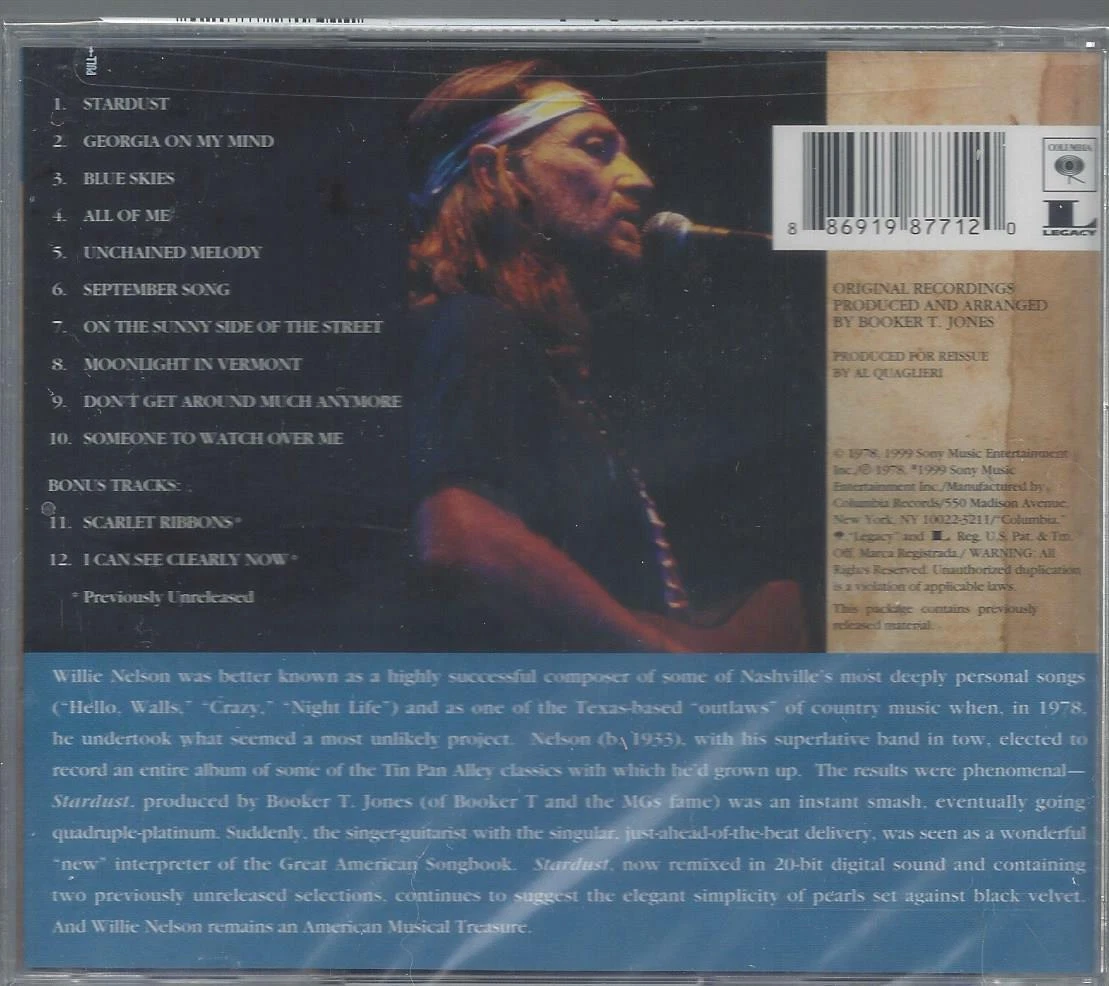 PULL
1. STARDUST
2. GEORGIA ON MY MIND
3. BLUE SKIES
4. ALL OF ME
5. UNCHAINED MELODY
6. SEPTEMBER SONG
7. ON THE SUNNY SIDE OF THE STREET
8. MOONLIGHT IN VERMONT
9. DON'T GET AROUND MUCH ANYMORE
10. SOMEONE TO WATCH OVER ME
BONUS TRACKS:
11. SCARLET RIBBONS*
12. I CAN SEE CLEARLY NOW*
* Previously Unreleased
8 86919 87712 0
COLUMBIA
L
LEGACY
ORIGINAL RECORDINGS
PRODUCED AND ARRANGED
BY BOOKER T. JONES
PRODUCED FOR REISSUE
BY AL QUAGLIERI
© 1978, 1999 Sony Music Entertainment
Inc./℗ 1978, *1999 Sony Music
Entertainment Inc./Manufactured by
Columbia Records/550 Madison Avenue,
New York, NY 10022-3211/"Columbia,"
"Legacy" and L Reg. U.S. Pat. & Tm.
Off. Marca Registrada./ WARNING: All
Rights Reserved. Unauthorized duplication
is a violation of applicable laws.
This package contains previously
released material.
Willie Nelson was better known as a highly successful composer of some of Nashville's most deeply personal songs
("Hello, Walls," "Crazy," "Night Life") and as one of the Texas-based "outlaws" of country music when, in 1978,
he undertook what seemed a most unlikely project. Nelson (b. 1933), with his superlative band in tow, elected to
record an entire album of some of the Tin Pan Alley classics with which he'd grown up. The results were phenomenal—
Stardust, produced by Booker T. Jones (of Booker T and the MGs fame) was an instant smash, eventually going
quadruple-platinum. Suddenly, the singer-guitarist with the singular, just-ahead-of-the-beat delivery, was seen as a wonderful
"new" interpreter of the Great American Songbook. Stardust, now remixed in 20-bit digital sound and containing
two previously unreleased selections, continues to suggest the elegant simplicity of pearls set against black velvet.
And Willie Nelson remains an American Musical Treasure.